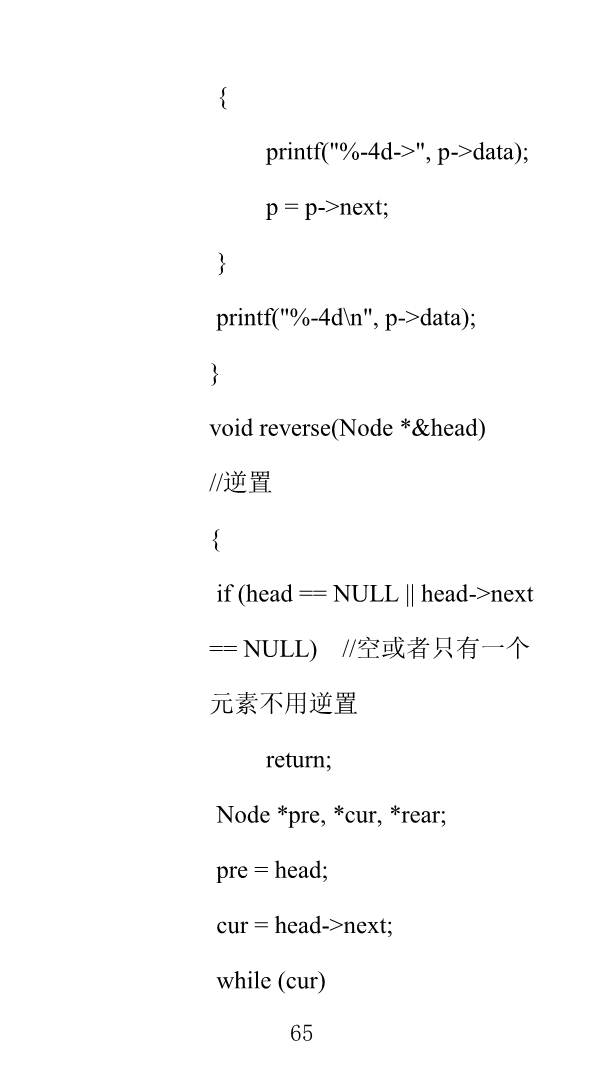 {
printf("%-4d->", p->data);
p = p->next;
}
printf("%-4d\n", p->data);
}
void reverse(Node *&head)
//逆置
{
if (head == NULL || head->next
== NULL) //空或者只有一个
元素不用逆置
return;
Node *pre, *cur, *rear;
pre = head;
cur = head->next;
while (cur)
65